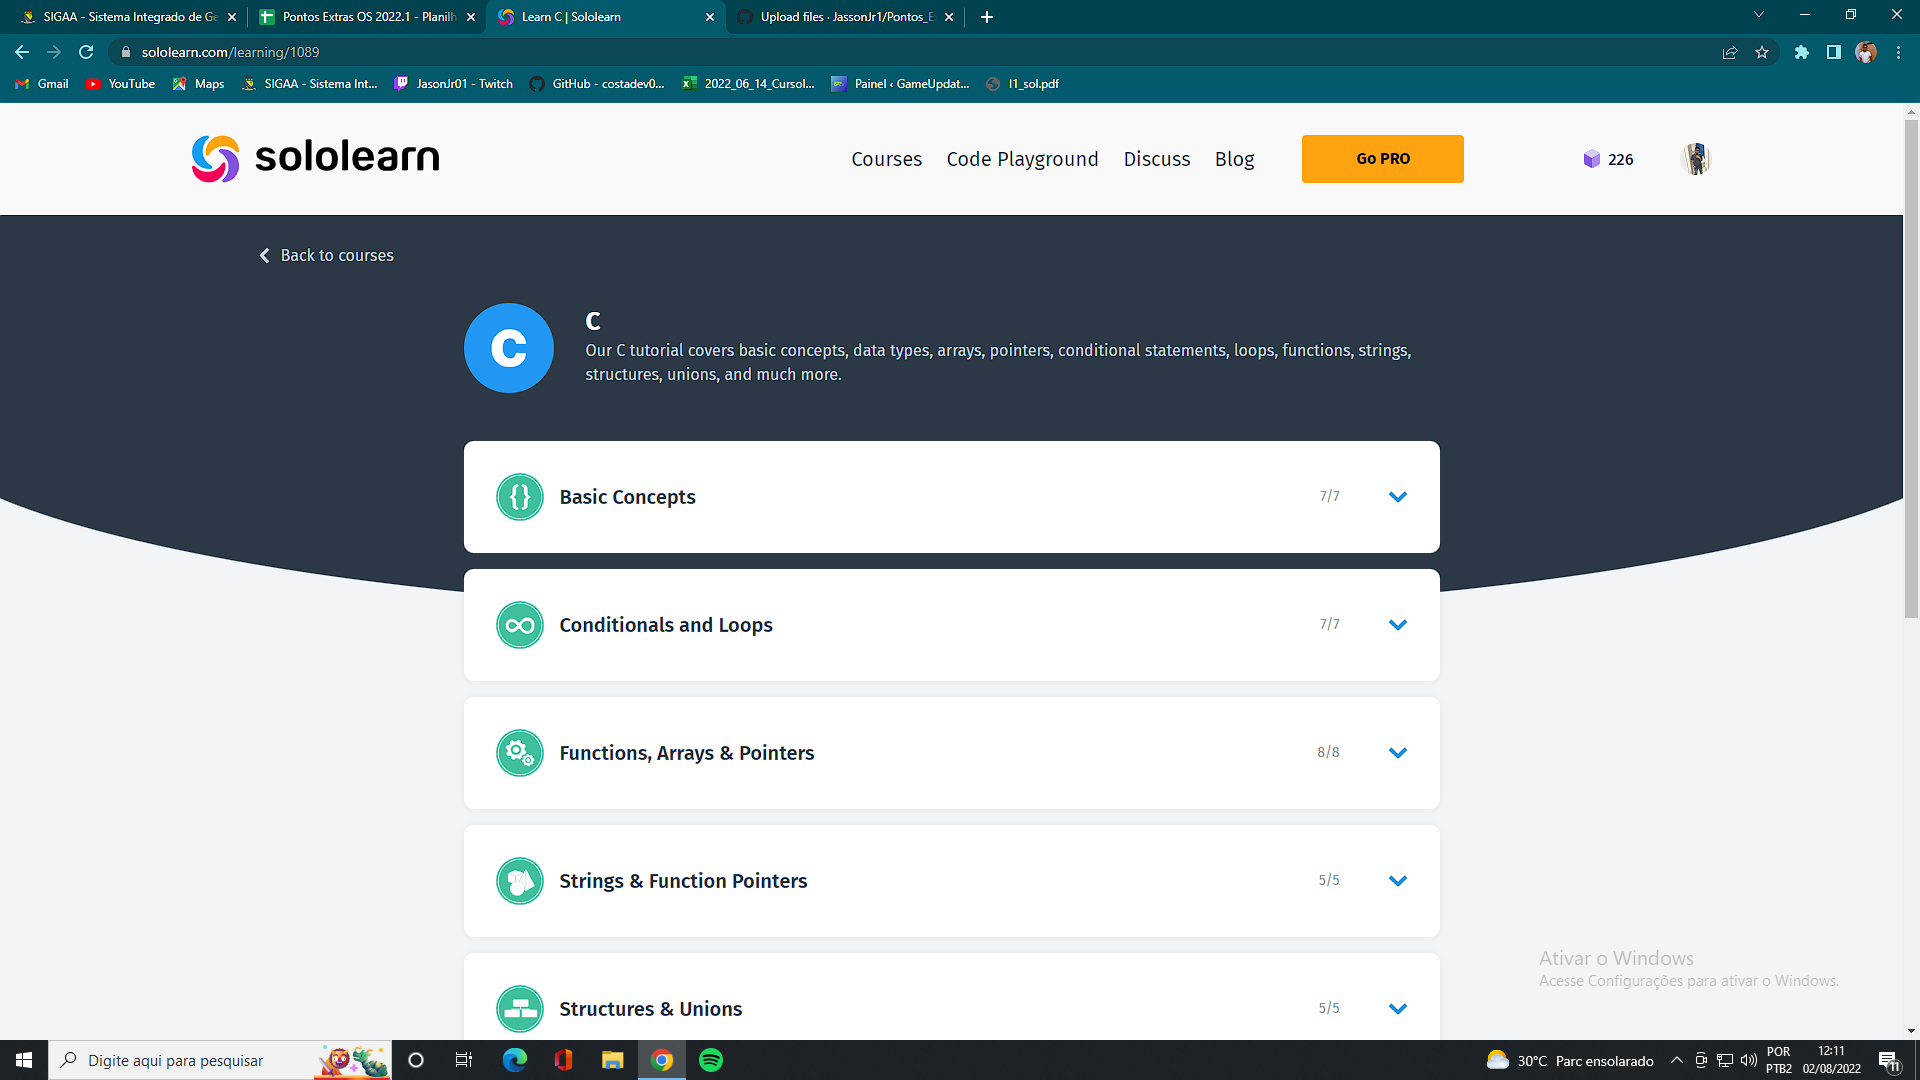 SIGAA - Sistema Integrado de Ge
Pontos Extras OS 2022.1 - Planilh
Learn C | Sololearn
Upload files · JassonJr1/Pontos_E
sololearn.com/learning/1089
Gmail
YouTube
Maps
SIGAA - Sistema Int...
JasonJr01 - Twitch
GitHub - costadev0...
2022_06_14_Cursol...
Painel ‹ GameUpdat...
l1_sol.pdf
sololearn
Courses
Code Playground
Discuss
Blog
Go PRO
226
Back to courses
C
C
Our C tutorial covers basic concepts, data types, arrays, pointers, conditional statements, loops, functions, strings,
structures, unions, and much more.
{} Basic Concepts 7/7
Conditionals and Loops 7/7
Functions, Arrays & Pointers 8/8
Strings & Function Pointers 5/5
Structures & Unions 5/5
Ativar o Windows
Acesse Configurações para ativar o Windows.
Digite aqui para pesquisar
30°C Parc ensolarado
POR
PTB2
12:11
02/08/2022
11